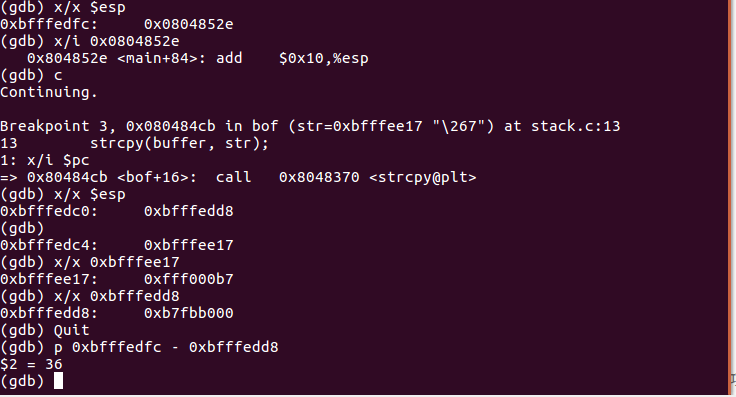 (gdb) x/x $esp
0xbfffedfc:     0x0804852e
(gdb) x/i 0x0804852e
   0x804852e <main+84>: add    $0x10,%esp
(gdb) c
Continuing.

Breakpoint 3, 0x080484cb in bof (str=0xbfffee17 "\267") at stack.c:13
13        strcpy(buffer, str);
1: x/i $pc
=> 0x80484cb <bof+16>:  call   0x8048370 <strcpy@plt>
(gdb) x/x $esp
0xbfffedc0:     0xbfffedd8
(gdb)
0xbfffedc4:     0xbfffee17
(gdb) x/x 0xbfffee17
0xbfffee17:     0xfff000b7
(gdb) x/x 0xbfffedd8
0xbfffedd8:     0xb7fbb000
(gdb) Quit
(gdb) p 0xbfffedfc - 0xbfffedd8
$2 = 36
(gdb)